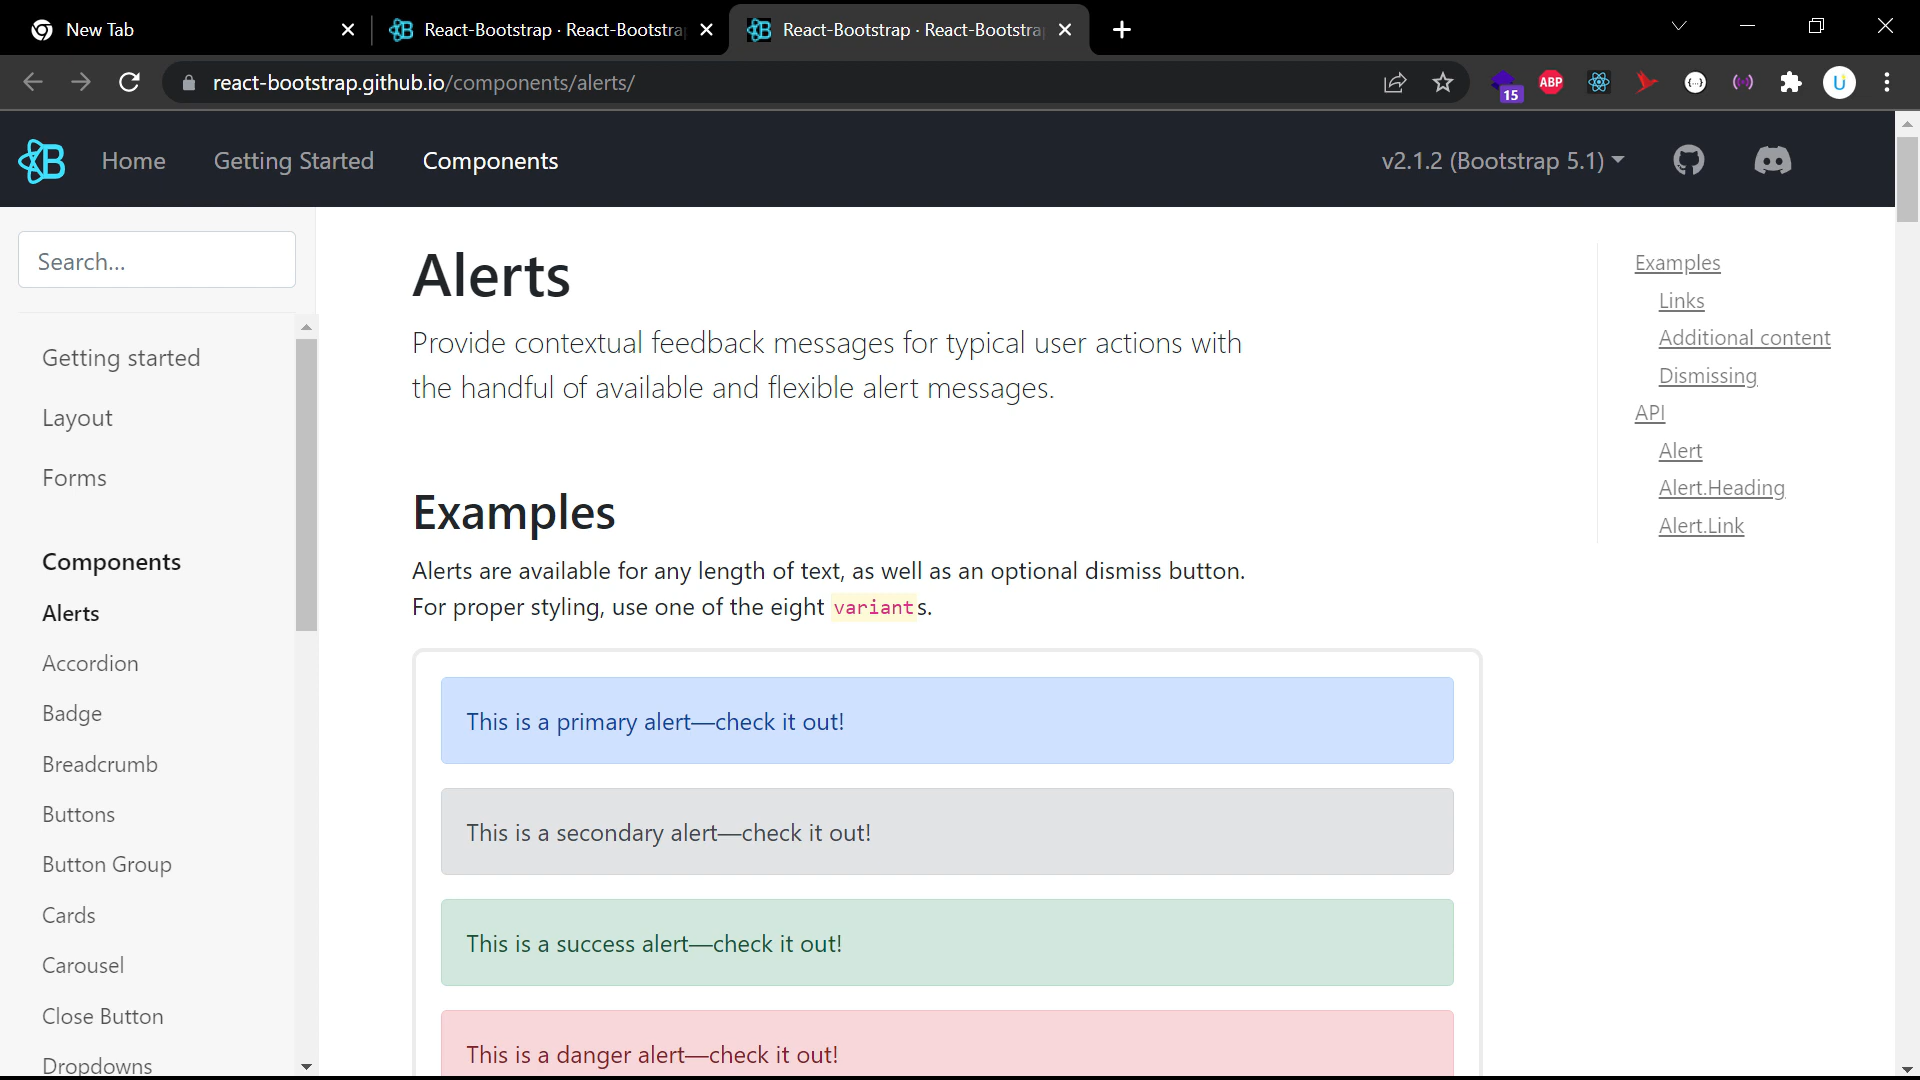 New Tab
React-Bootstrap · React-Bootstra
React-Bootstrap · React-Bootstra
react-bootstrap.github.io/components/alerts/
15
ABP
U
B
Home
Getting Started
Components
v2.1.2 (Bootstrap 5.1)
Search...
Getting started
Layout
Forms
Components
Alerts
Accordion
Badge
Breadcrumb
Buttons
Button Group
Cards
Carousel
Close Button
Dropdowns
Alerts
Provide contextual feedback messages for typical user actions with
the handful of available and flexible alert messages.
Examples
Alerts are available for any length of text, as well as an optional dismiss button.
For proper styling, use one of the eight variants.
This is a primary alert—check it out!
This is a secondary alert—check it out!
This is a success alert—check it out!
This is a danger alert—check it out!
Examples
Links
Additional content
Dismissing
API
Alert
Alert.Heading
Alert.Link